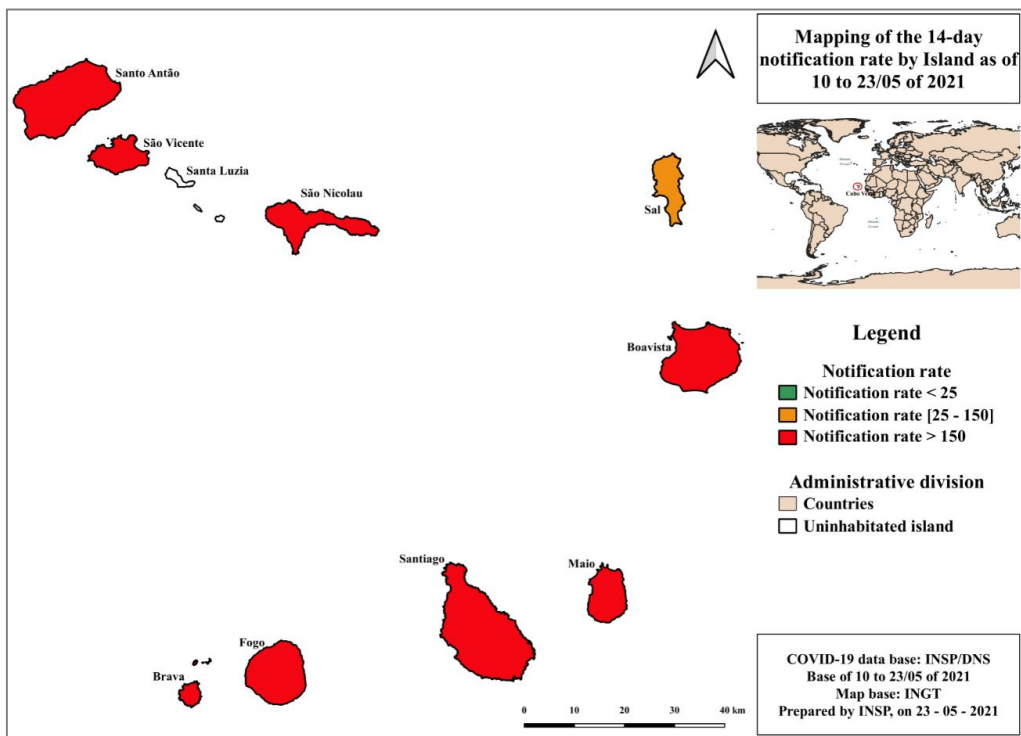 Mapping of the 14-day
notification rate by Island as of
10 to 23/05 of 2021
Santo Antão
São Vicente
Santa Luzia
São Nicolau
Sal
Boavista
Santiago
Maio
Fogo
Brava
Legend
Notification rate
Notification rate < 25
Notification rate [25 - 150]
Notification rate > 150
Administrative division
Countries
Uninhabitated island
0 10 20 30 40 km
COVID-19 data base: INSP/DNS
Base of 10 to 23/05 of 2021
Map base: INGT
Prepared by INSP, on 23 - 05 - 2021